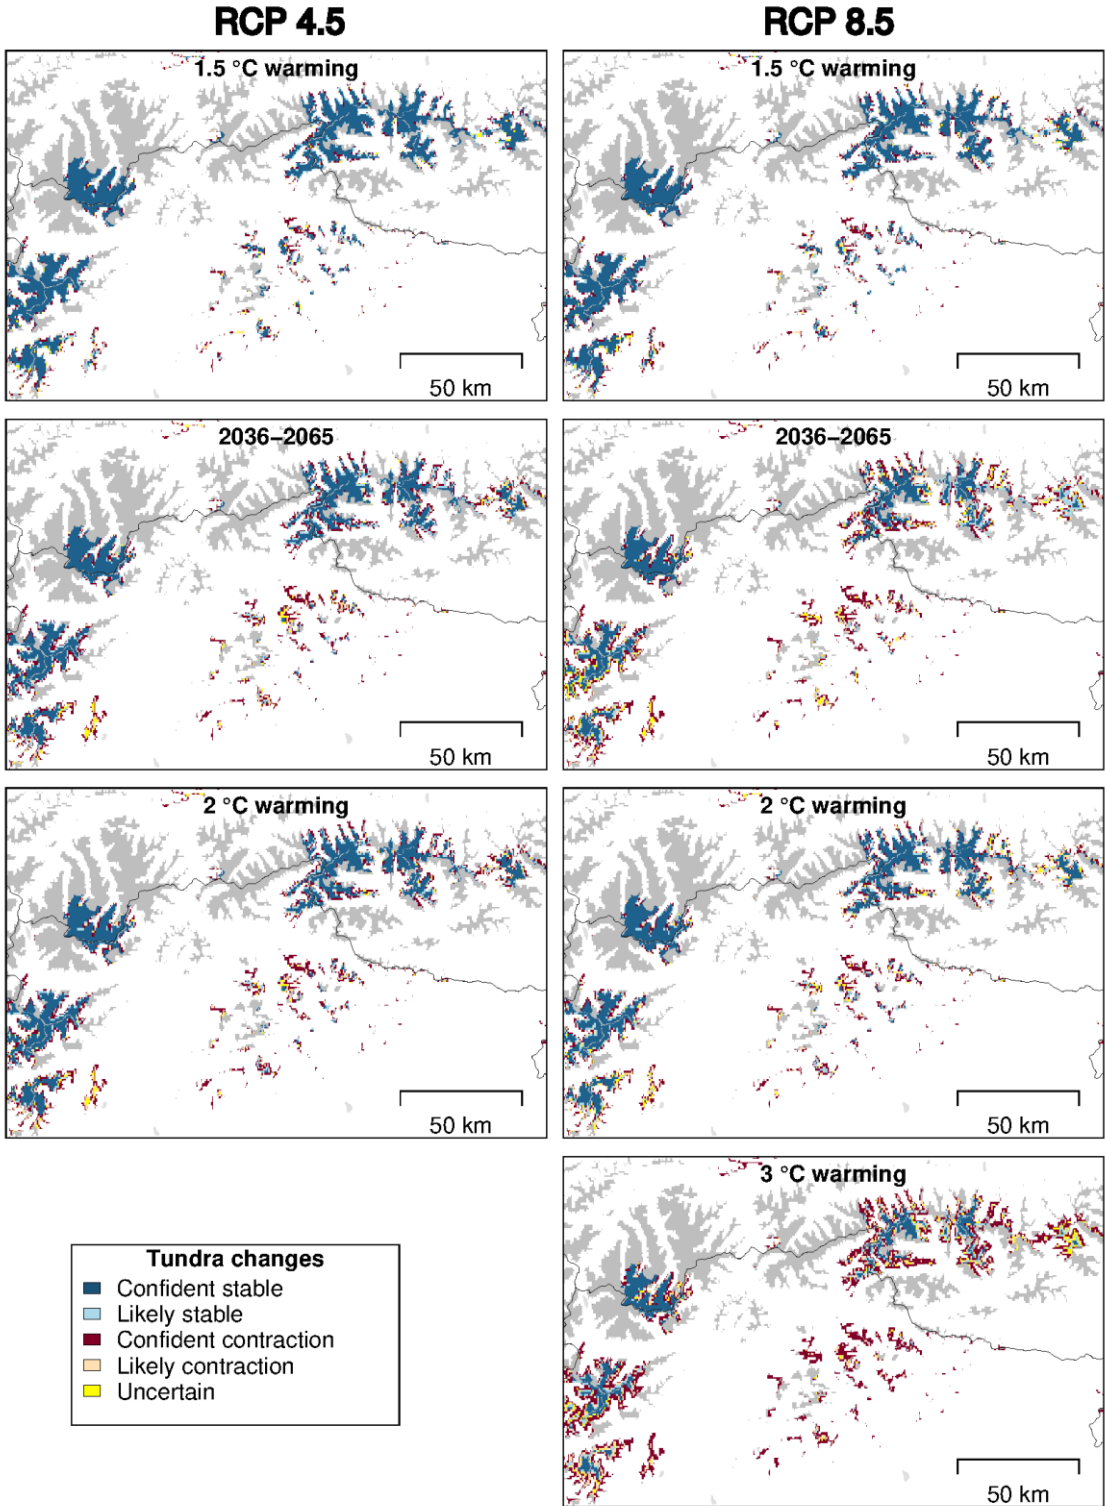 RCP 4.5
RCP 8.5
1.5 °C warming
1.5 °C warming
50 km
50 km
2036–2065
2036–2065
50 km
50 km
2 °C warming
2 °C warming
50 km
50 km
3 °C warming
50 km
Tundra changes
Confident stable
Likely stable
Confident contraction
Likely contraction
Uncertain